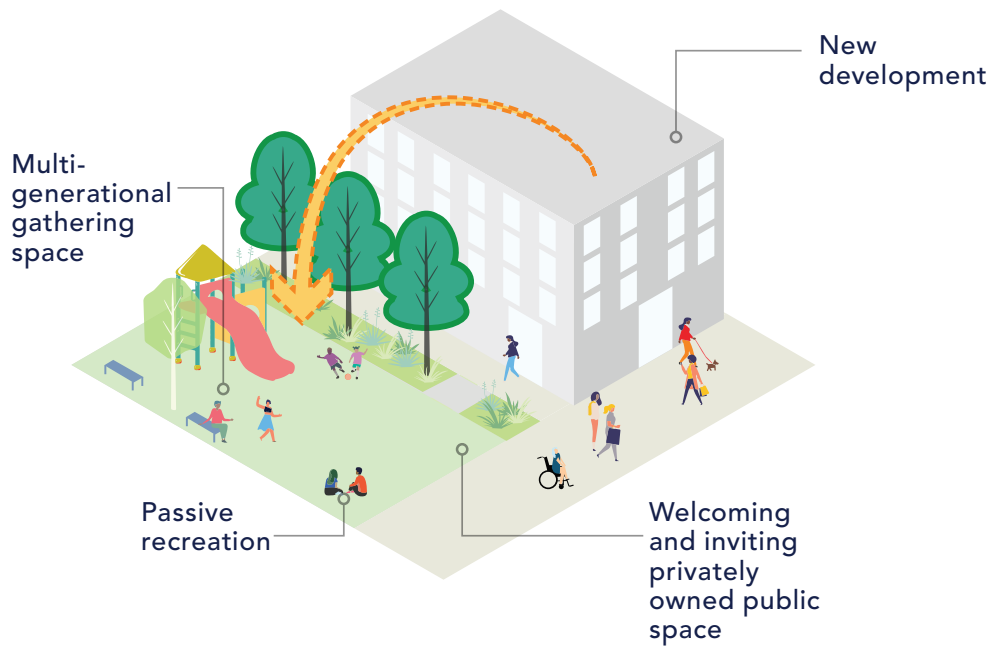 New
development
Multi-
generational
gathering
space
Passive
recreation
Welcoming
and inviting
privately
owned public
space